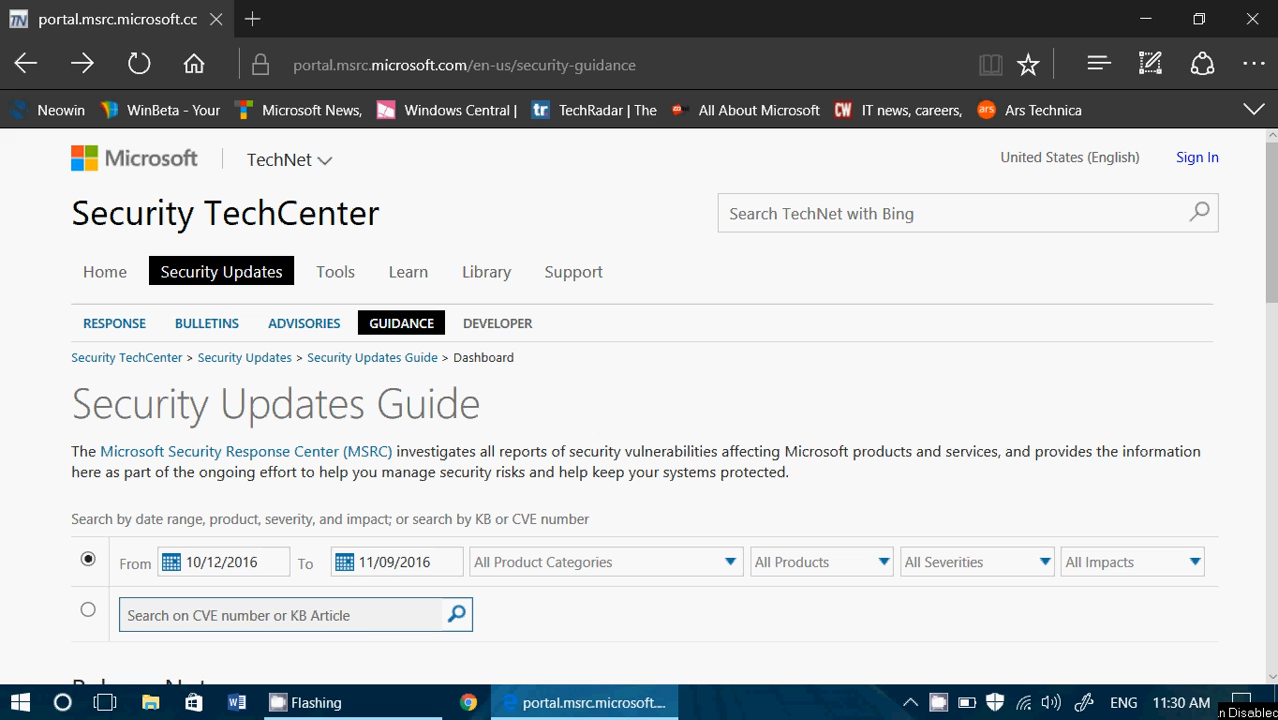 TN portal.msrc.microsoft.cc
portal.msrc.microsoft.com/en-us/security-guidance
Neowin WinBeta - Your Microsoft News, Windows Central | tr TechRadar | The All About Microsoft CW IT news, careers, ars Ars Technica
Microsoft TechNet United States (English) Sign In
Security TechCenter
Search TechNet with Bing
Home Security Updates Tools Learn Library Support
RESPONSE BULLETINS ADVISORIES GUIDANCE DEVELOPER
Security TechCenter > Security Updates > Security Updates Guide > Dashboard
Security Updates Guide
The Microsoft Security Response Center (MSRC) investigates all reports of security vulnerabilities affecting Microsoft products and services, and provides the information
here as part of the ongoing effort to help you manage security risks and help keep your systems protected.
Search by date range, product, severity, and impact; or search by KB or CVE number
From 10/12/2016 To 11/09/2016 All Product Categories All Products All Severities All Impacts
Search on CVE number or KB Article
Flashing portal.msrc.microsoft.... ENG 11:30 AM
n Disabled